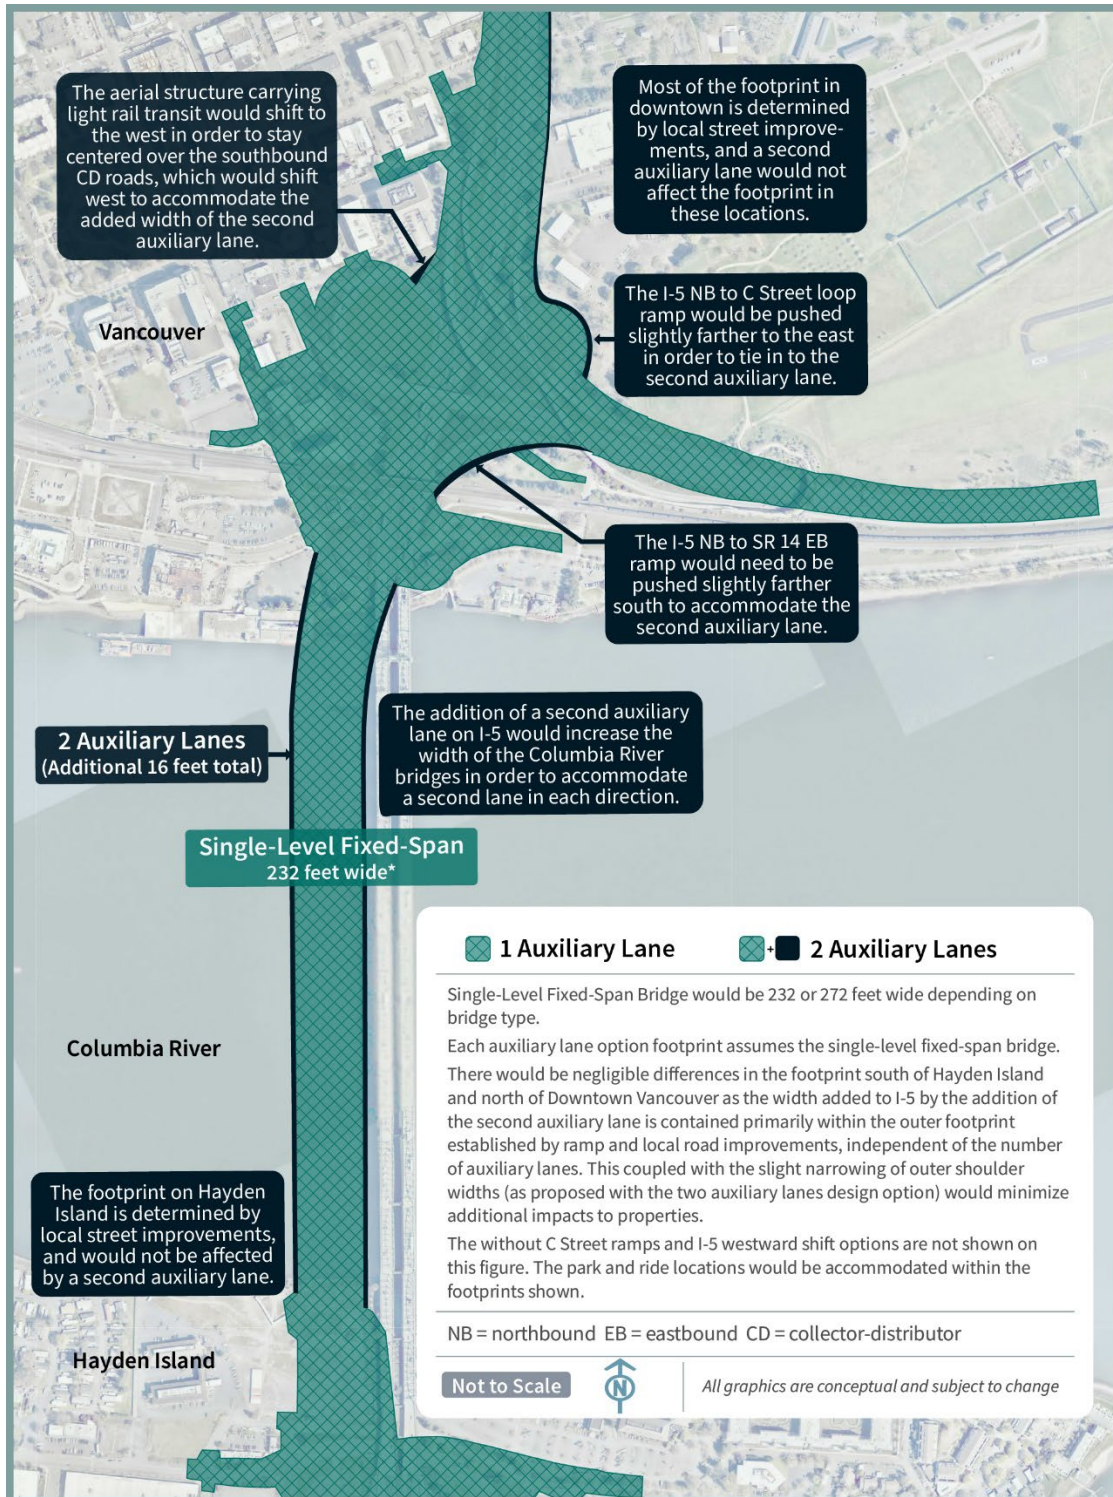 The aerial structure carrying
light rail transit would shift to
the west in order to stay
centered over the southbound
CD roads, which would shift
west to accommodate the
added width of the second
auxiliary lane.
Most of the footprint in
downtown is determined
by local street improve-
ments, and a second
auxiliary lane would not
affect the footprint in
these locations.
The I-5 NB to C Street loop
ramp would be pushed
slightly farther to the east
in order to tie in to the
second auxiliary lane.
Vancouver
The I-5 NB to SR 14 EB
ramp would need to be
pushed slightly farther
south to accommodate the
second auxiliary lane.
2 Auxiliary Lanes
(Additional 16 feet total)
The addition of a second auxiliary
lane on I-5 would increase the
width of the Columbia River
bridges in order to accommodate
a second lane in each direction.
Single-Level Fixed-Span
232 feet wide*
Columbia River
The footprint on Hayden
Island is determined by
local street improvements,
and would not be affected
by a second auxiliary lane.
Hayden Island
1 Auxiliary Lane
+ 2 Auxiliary Lanes
Single-Level Fixed-Span Bridge would be 232 or 272 feet wide depending on
bridge type.
Each auxiliary lane option footprint assumes the single-level fixed-span bridge.
There would be negligible differences in the footprint south of Hayden Island
and north of Downtown Vancouver as the width added to I-5 by the addition of
the second auxiliary lane is contained primarily within the outer footprint
established by ramp and local road improvements, independent of the number
of auxiliary lanes. This coupled with the slight narrowing of outer shoulder
widths (as proposed with the two auxiliary lanes design option) would minimize
additional impacts to properties.
The without C Street ramps and I-5 westward shift options are not shown on
this figure. The park and ride locations would be accommodated within the
footprints shown.
NB = northbound EB = eastbound CD = collector-distributor
Not to Scale
N
All graphics are conceptual and subject to change